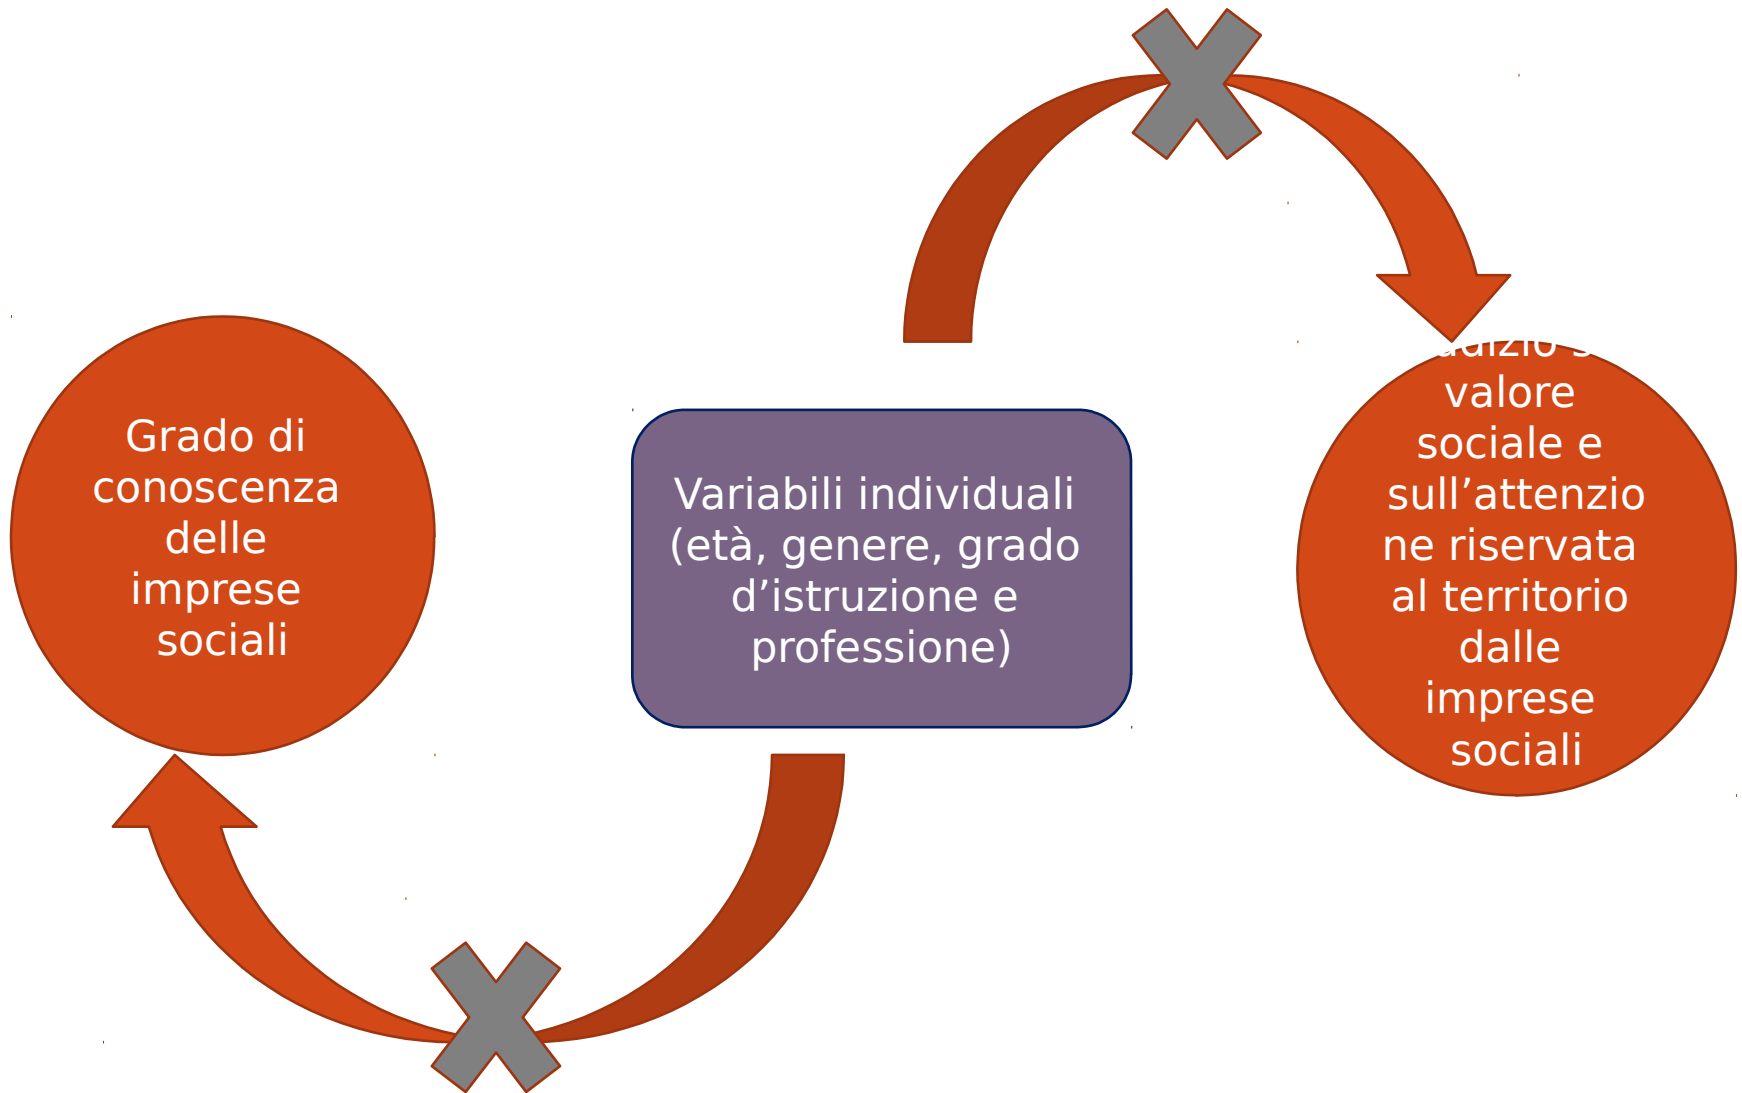 Grado di
conoscenza
delle
imprese
sociali
Variabili individuali
(età, genere, grado
d’istruzione e
professione)
valore
sociale e
sull’attenzio
ne riservata
al territorio
dalle
imprese
sociali